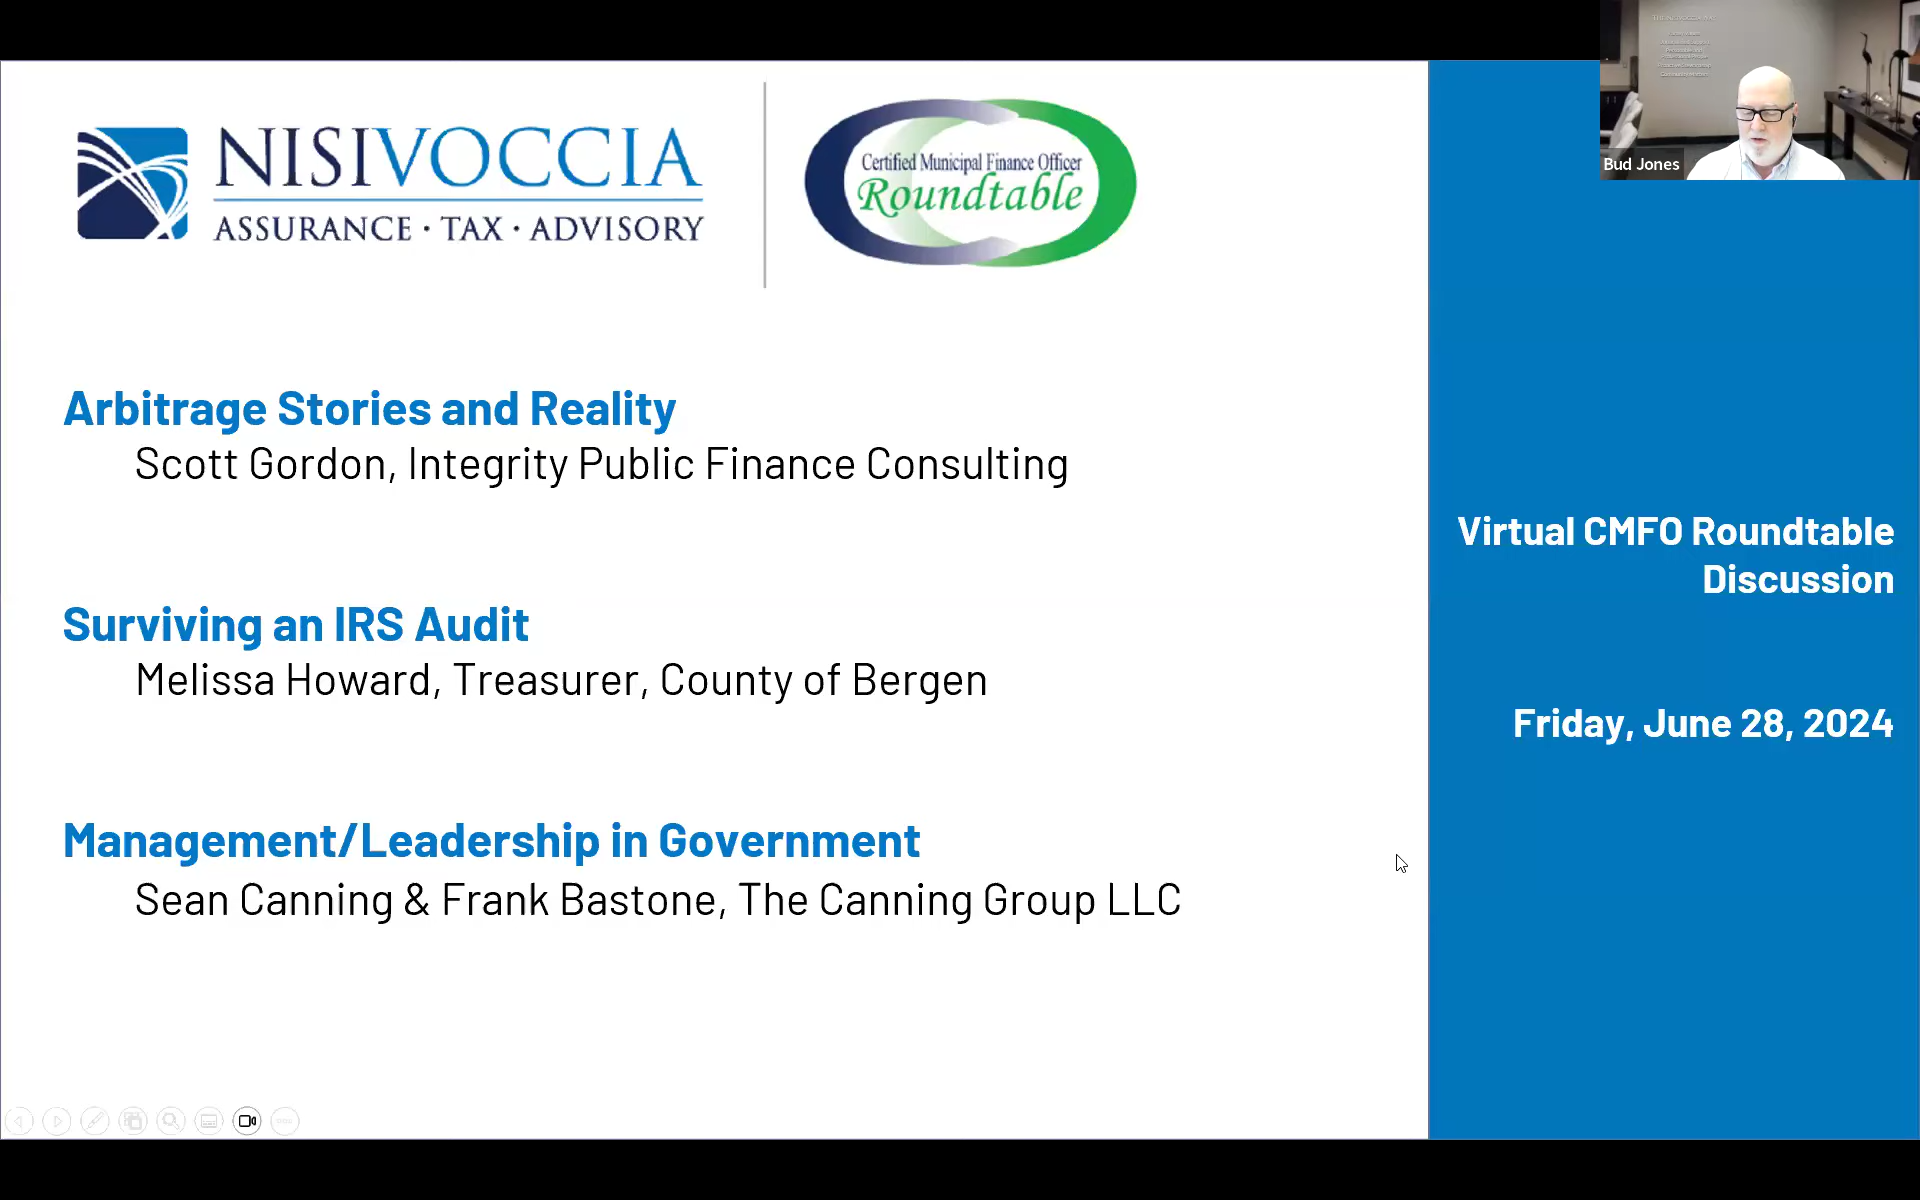 NISIVOCCIA
ASSURANCE · TAX · ADVISORY
Certified Municipal Finance Officer
Roundtable
Bud Jones
Arbitrage Stories and Reality
Scott Gordon, Integrity Public Finance Consulting
Surviving an IRS Audit
Melissa Howard, Treasurer, County of Bergen
Management/Leadership in Government
Sean Canning & Frank Bastone, The Canning Group LLC
Virtual CMFO Roundtable
Discussion
Friday, June 28, 2024